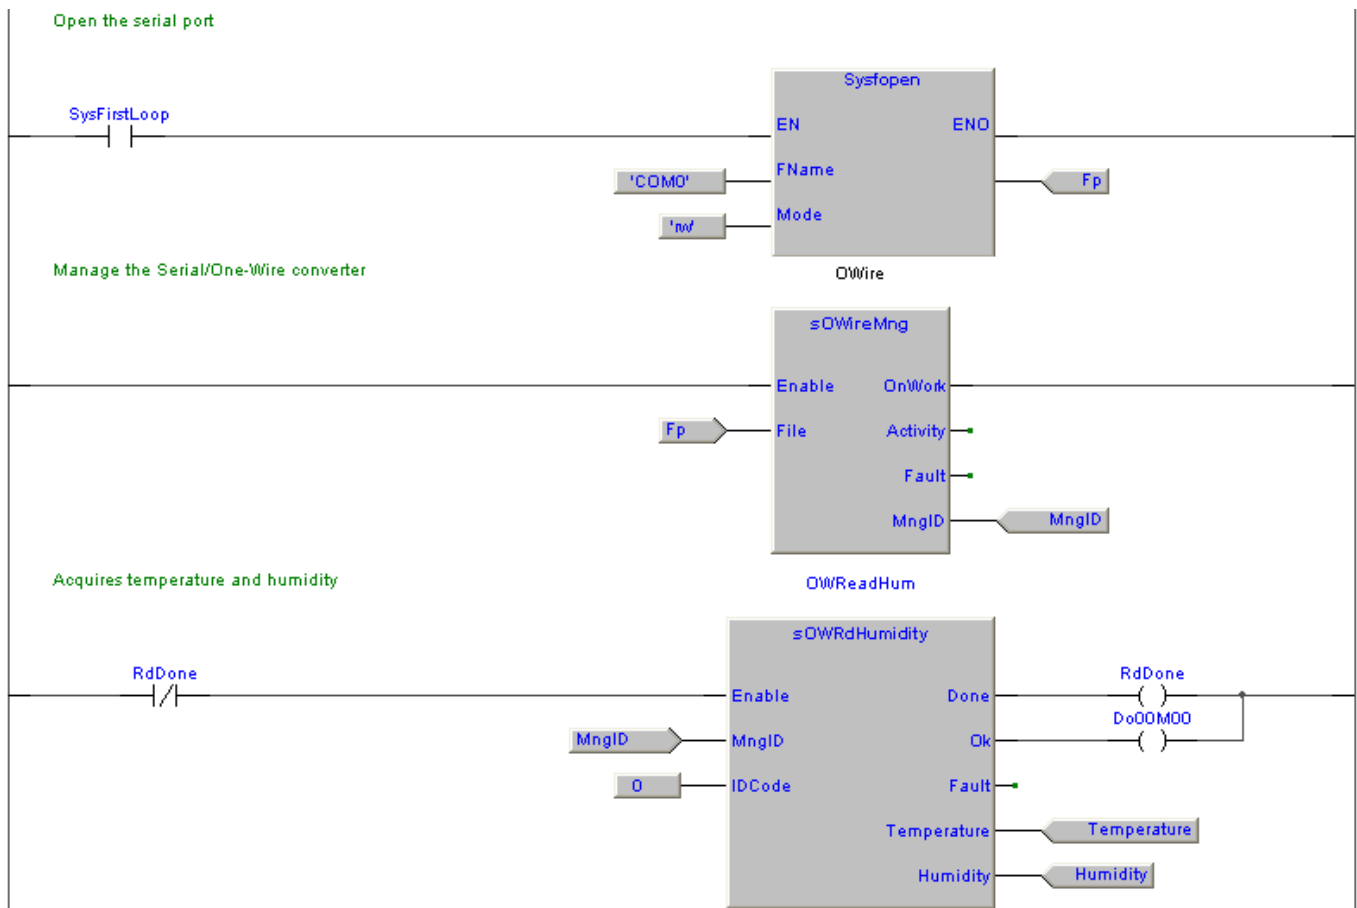 Open the serial port
Sysfopen
SysFirstLoop
EN ENO
'COM0' FName Fp
'rw' Mode
Manage the Serial/One-Wire converter
OWire
sOWireMng
Enable OnWork
Fp File Activity
Fault
MngID MngID
Acquires temperature and humidity
OWReadHum
sOWRdHumidity
RdDone RdDone
Enable Done
Do00M00
MngID MngID Ok
0 IDCode Fault
Temperature Temperature
Humidity Humidity